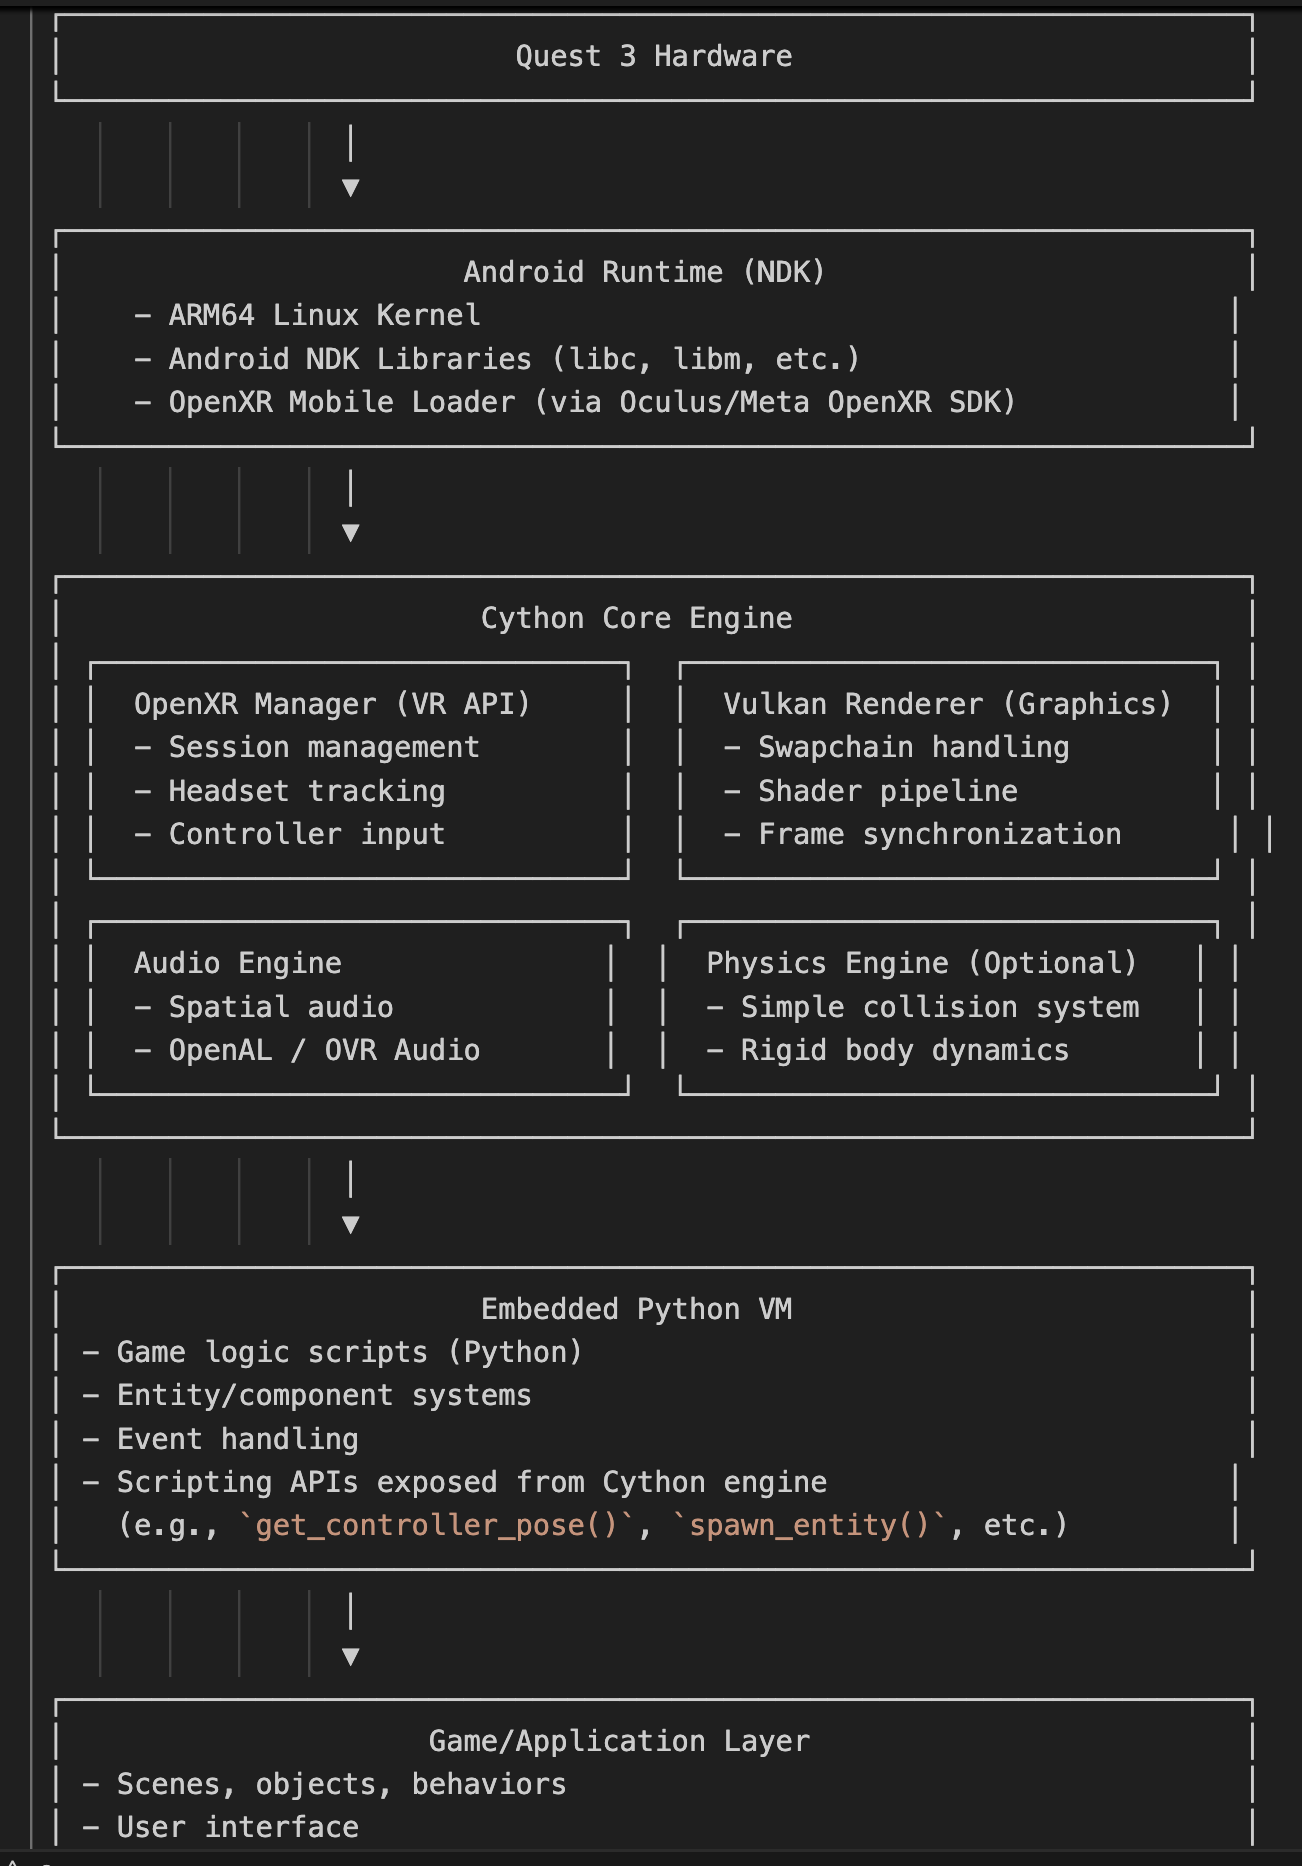 Quest 3 Hardware
Android Runtime (NDK)
- ARM64 Linux Kernel
- Android NDK Libraries (libc, libm, etc.)
- OpenXR Mobile Loader (via Oculus/Meta OpenXR SDK)
Cython Core Engine
OpenXR Manager (VR API)
- Session management
- Headset tracking
- Controller input
Vulkan Renderer (Graphics)
- Swapchain handling
- Shader pipeline
- Frame synchronization
Audio Engine
- Spatial audio
- OpenAL / OVR Audio
Physics Engine (Optional)
- Simple collision system
- Rigid body dynamics
Embedded Python VM
- Game logic scripts (Python)
- Entity/component systems
- Event handling
- Scripting APIs exposed from Cython engine
(e.g., `get_controller_pose()`, `spawn_entity()`, etc.)
Game/Application Layer
- Scenes, objects, behaviors
- User interface